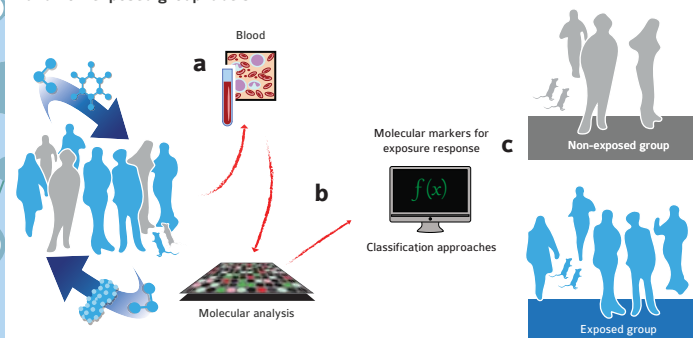 a
Blood
b
Molecular analysis
Molecular markers for
exposure response
f(x)
Classification approaches
c
Non-exposed group
Exposed group